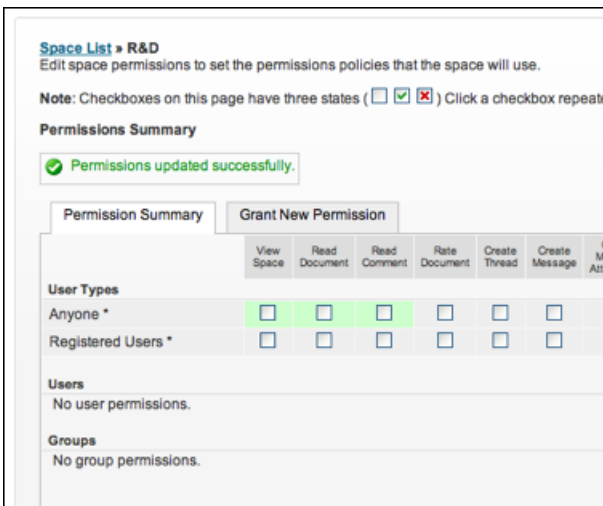 Space List » R&D
Edit space permissions to set the permissions policies that the space will use.
Note: Checkboxes on this page have three states ( ) Click a checkbox repeate
Permissions Summary
Permissions updated successfully.
Permission Summary Grant New Permission
View Space Read Document Read Comment Rate Document Create Thread Create Message
User Types
Anyone *
Registered Users *
Users
No user permissions.
Groups
No group permissions.